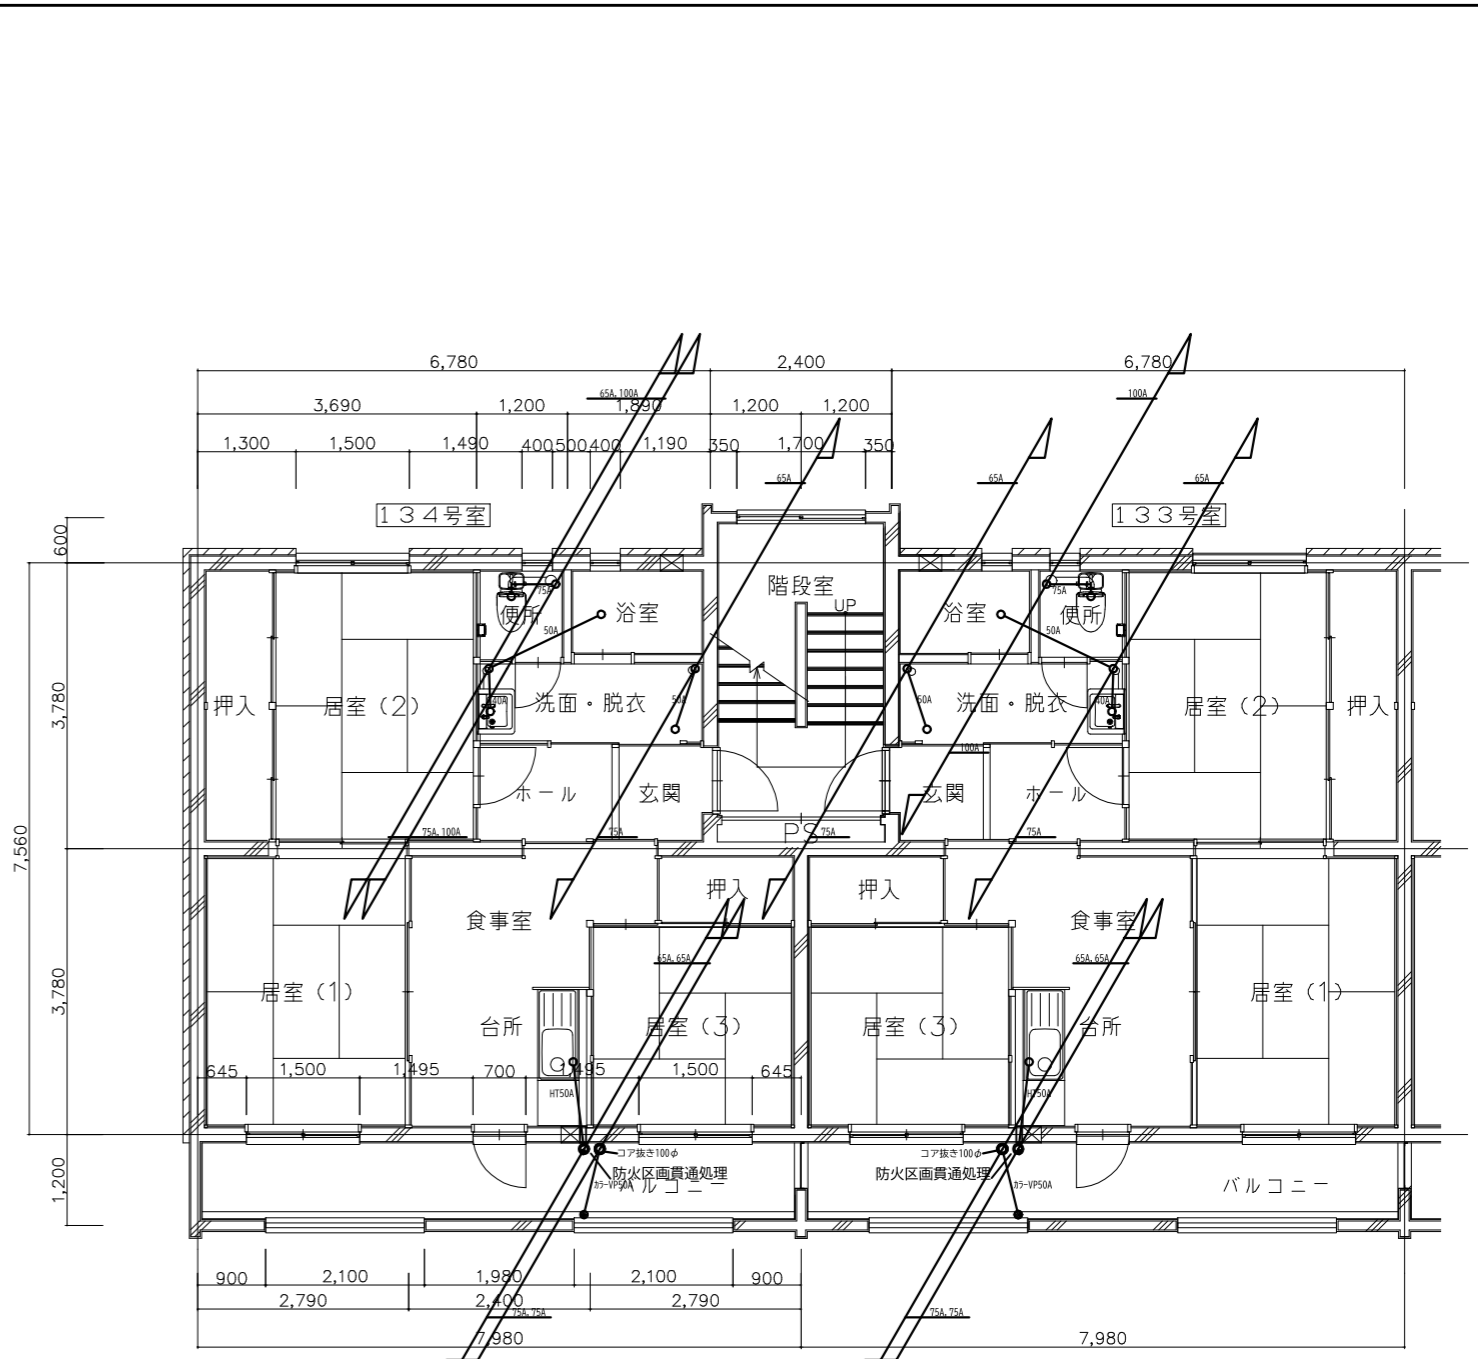 6,780 2,400 6,780
65A,100A 100A
3,690 1,200 1,890 1,200 1,200
1,300 1,500 1,490 400 500 400 1,190 350 1,700 350
65A 65A 65A
134号室 133号室
600
階段室
UP
75A 75A
便所 浴室 浴室 便所
50A 50A
3,780
押入 居室(2) 40A 洗面・脱衣 50A 50A 洗面・脱衣 40A 居室(2) 押入
100A
ホール 玄関 玄関 ホール
75A,100A 75A PS 75A 75A
7,560
押入 押入
食事室 食事室
65A,65A 65A,65A
3,780
居室(1) 居室(1)
台所 居室(3) 居室(3) 台所
645 1,500 1,495 700 1,495 1,500 645
HT50A HT50A
コア抜き100φ コア抜き100φ
防火区画貫通処理 防火区画貫通処理
1,200
カラーVP50A バルコニー カラーVP50A バルコニー
900 2,100 1,980 2,100 900
2,790 2,400 2,790
75A,75A 75A,75A
7,980 7,980